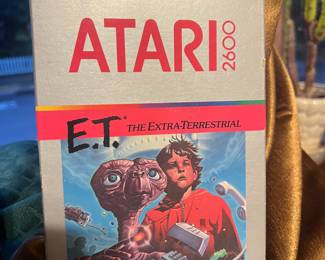 ATARI
2600
E.T.
THE EXTRA-TERRESTRIAL